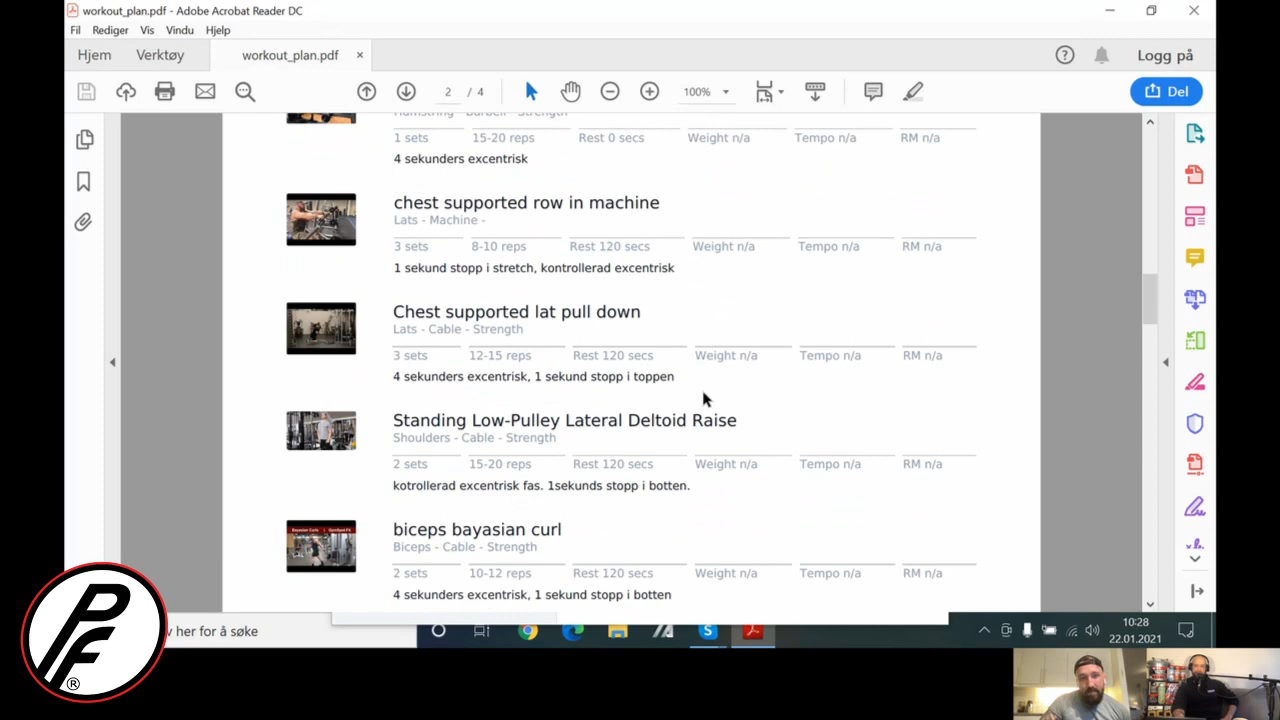 workout_plan.pdf - Adobe Acrobat Reader DC
Fil Rediger Vis Vindu Hjelp
Hjem Verktøy workout_plan.pdf × Logg på
2 / 4 100% Del
Hamstring - Barbell - Strength
1 sets 15-20 reps Rest 0 secs Weight n/a Tempo n/a RM n/a
4 sekunders excentrisk
chest supported row in machine
Lats - Machine -
3 sets 8-10 reps Rest 120 secs Weight n/a Tempo n/a RM n/a
1 sekund stopp i stretch, kontrollerad excentrisk
Chest supported lat pull down
Lats - Cable - Strength
3 sets 12-15 reps Rest 120 secs Weight n/a Tempo n/a RM n/a
4 sekunders excentrisk, 1 sekund stopp i toppen
Standing Low-Pulley Lateral Deltoid Raise
Shoulders - Cable - Strength
2 sets 15-20 reps Rest 120 secs Weight n/a Tempo n/a RM n/a
kotrollerad excentrisk fas. 1sekunds stopp i botten.
biceps bayasian curl
Biceps - Cable - Strength
2 sets 10-12 reps Rest 120 secs Weight n/a Tempo n/a RM n/a
4 sekunders excentrisk, 1 sekund stopp i botten
her for å søke
10:28
22.01.2021
PF
®